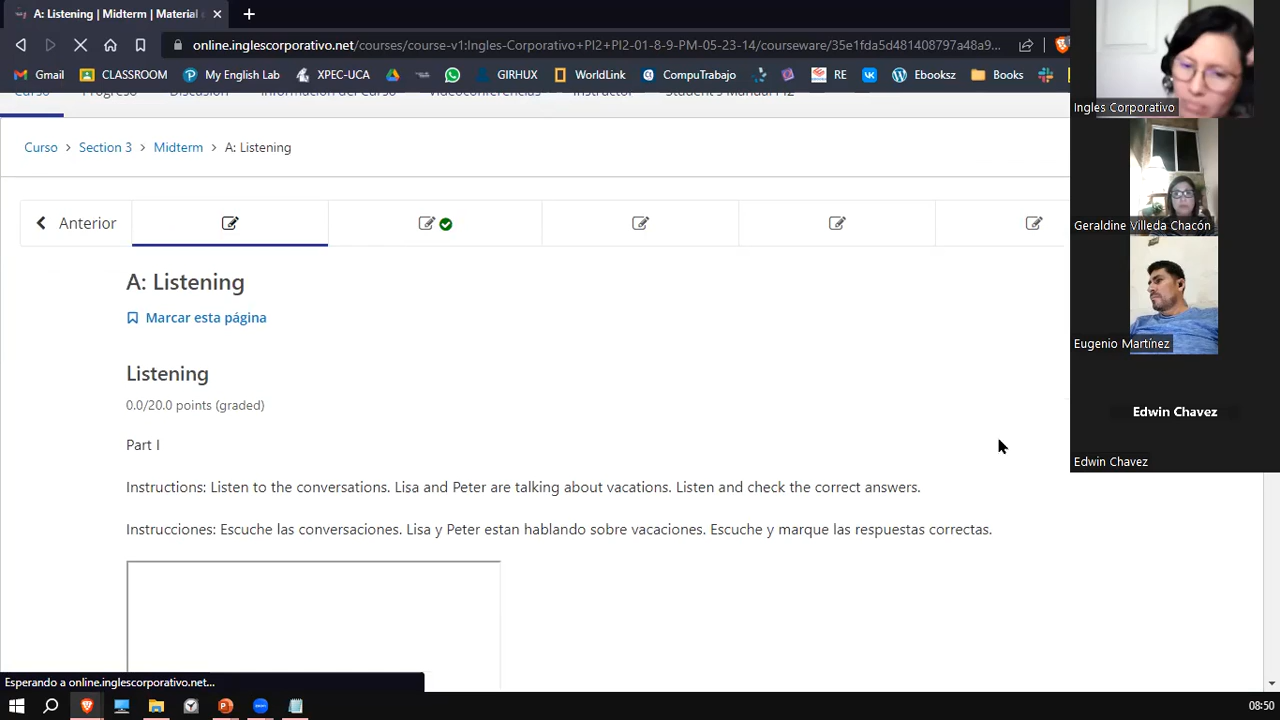 A: Listening | Midterm | Material
online.inglescorporativo.net/courses/course-v1:Ingles-Corporativo+PI2+PI2-01-8-9-PM-05-23-14/courseware/35e1fda5d481408797a48a9...
Gmail CLASSROOM My English Lab XPEC-UCA GIRHUX WorldLink CompuTrabajo RE Ebooksz Books
Curso Progreso Discusión Información del Curso Videoconferencias Instructor Student's Manual PI2
Curso > Section 3 > Midterm > A: Listening
Anterior
A: Listening
Marcar esta página
Listening
0.0/20.0 points (graded)
Part I
Instructions: Listen to the conversations. Lisa and Peter are talking about vacations. Listen and check the correct answers.
Instrucciones: Escuche las conversaciones. Lisa y Peter estan hablando sobre vacaciones. Escuche y marque las respuestas correctas.
Esperando a online.inglescorporativo.net...
08:50
Ingles Corporativo
Geraldine Villeda Chacón
Eugenio Martínez
Edwin Chavez
Edwin Chavez